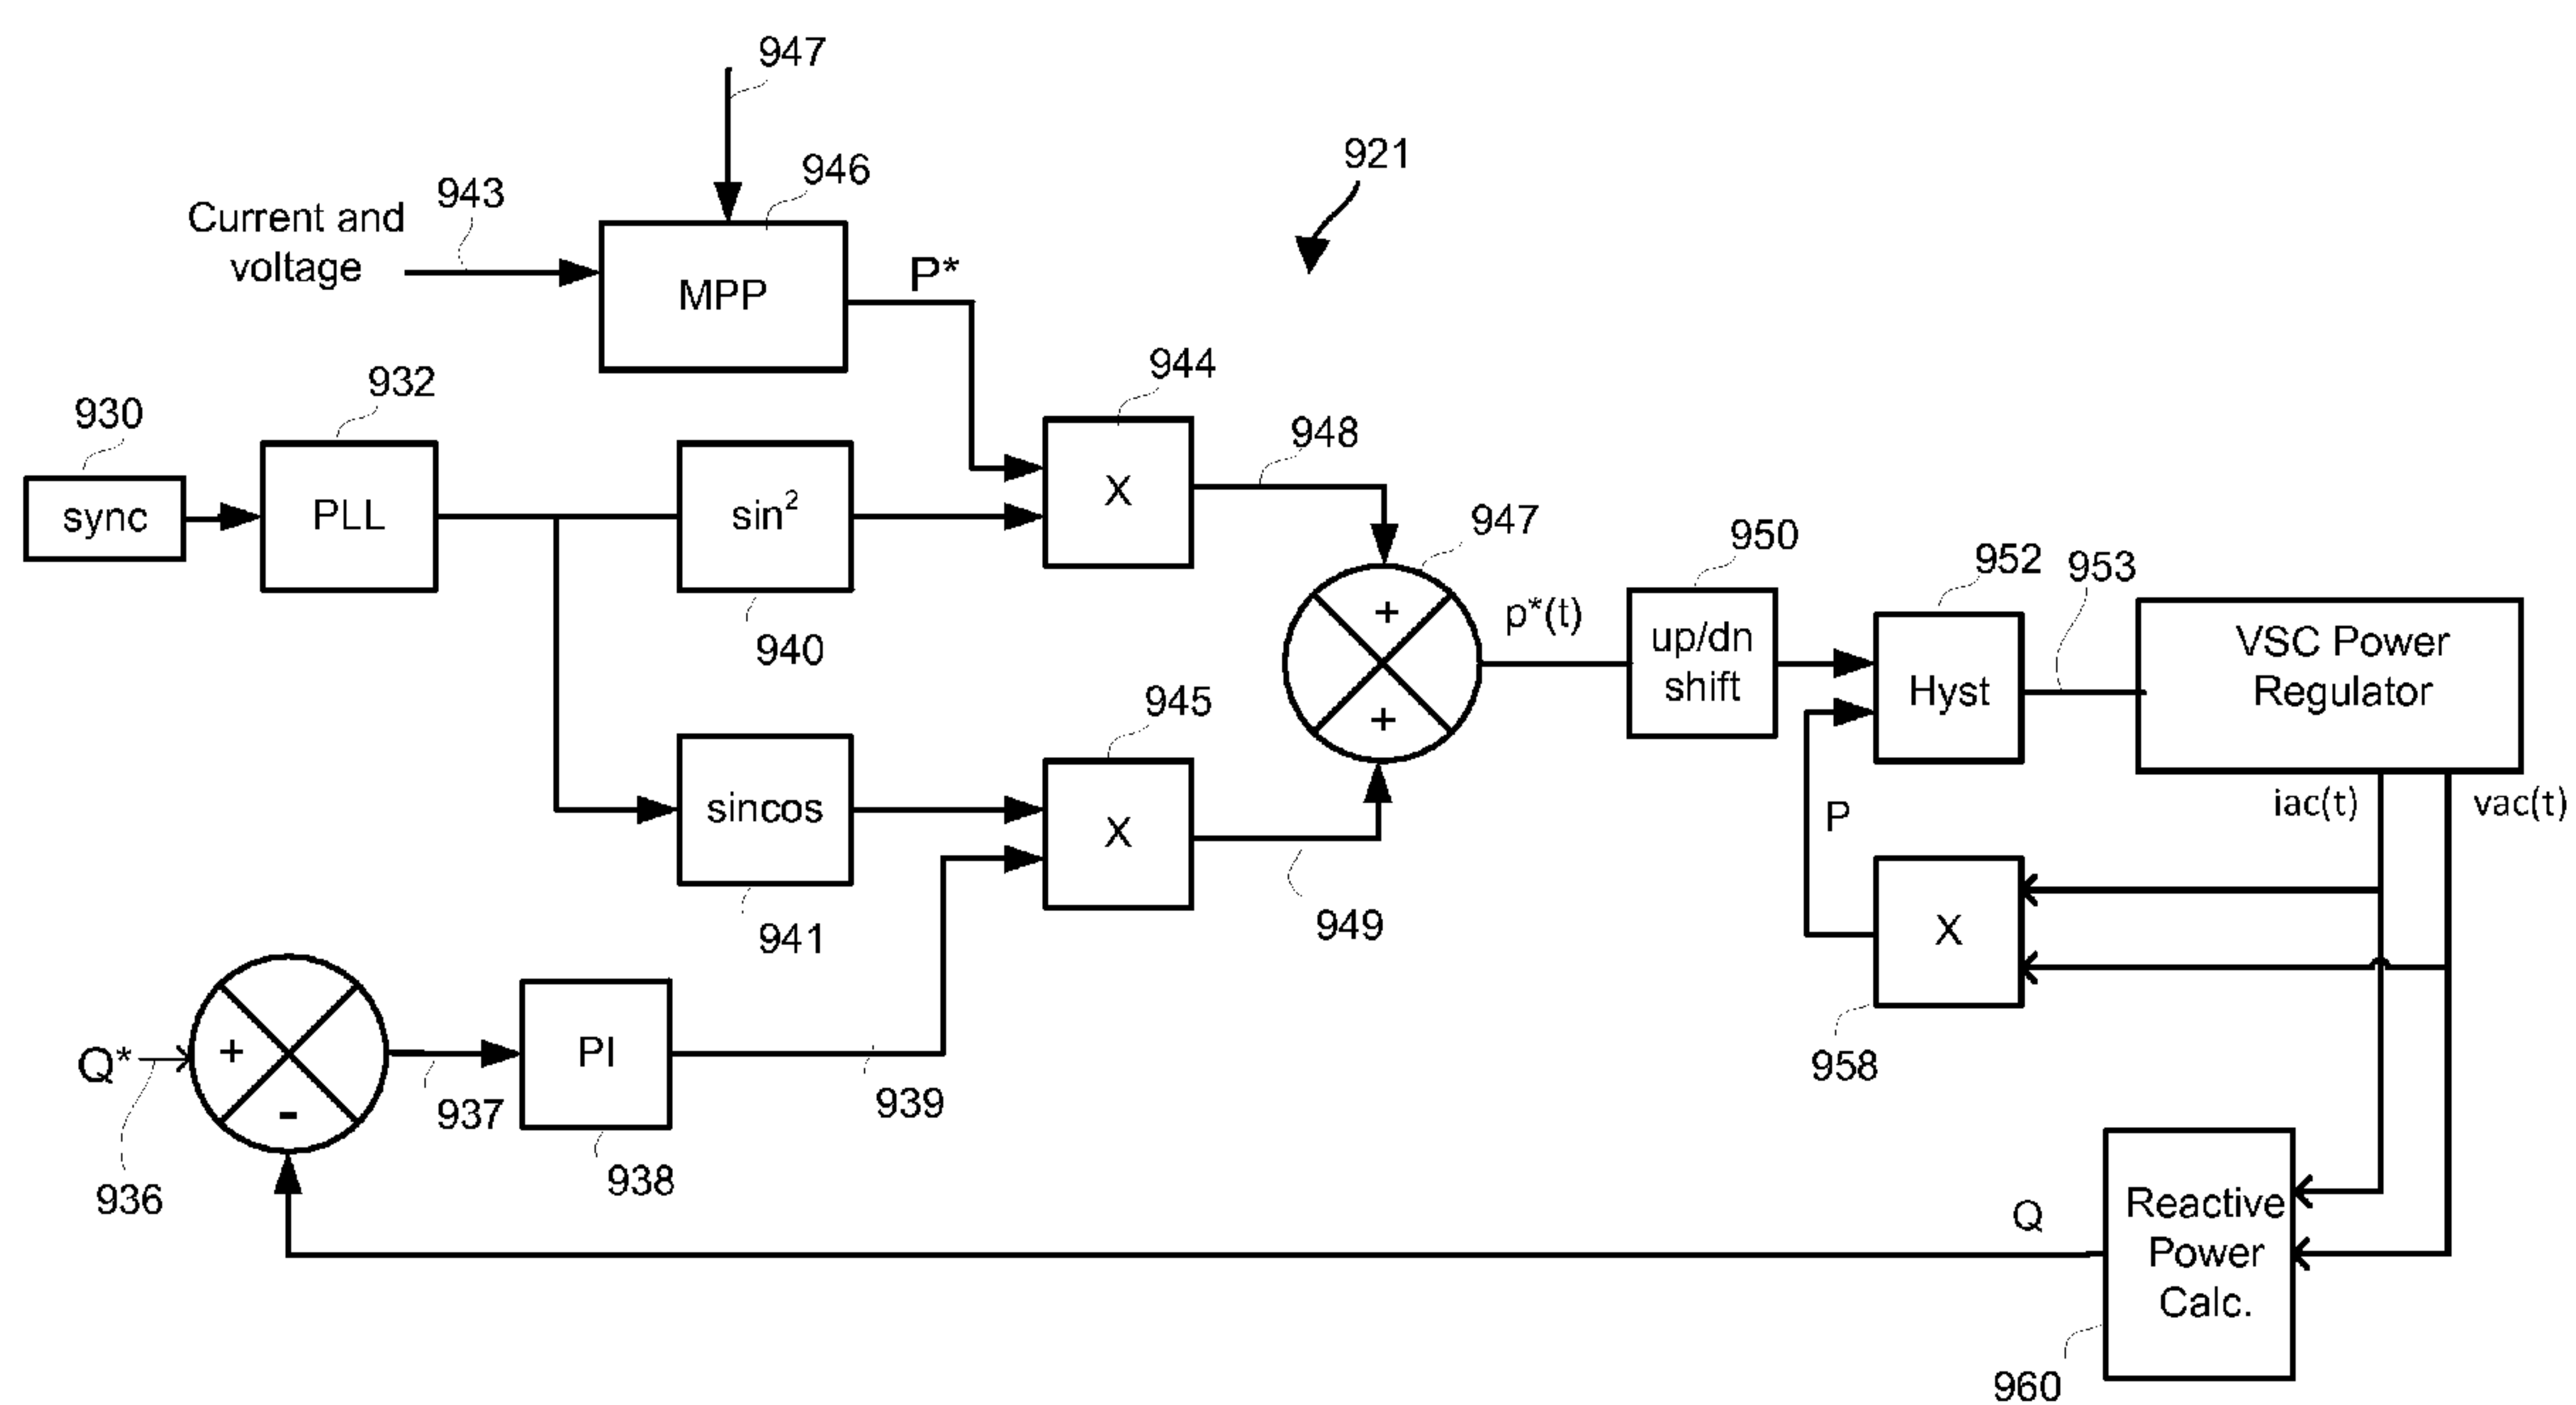 947
946
921
943
Current and
voltage
MPP
P*
944
932
930
948
sync
PLL
sin²
X
947
950
952
953
940
p*(t)
up/dn
shift
Hyst
VSC Power
Regulator
+
+
945
sincos
X
iac(t)
vac(t)
P
941
949
X
958
Q*
+
-
937
PI
939
936
938
Q
Reactive
Power
Calc.
960